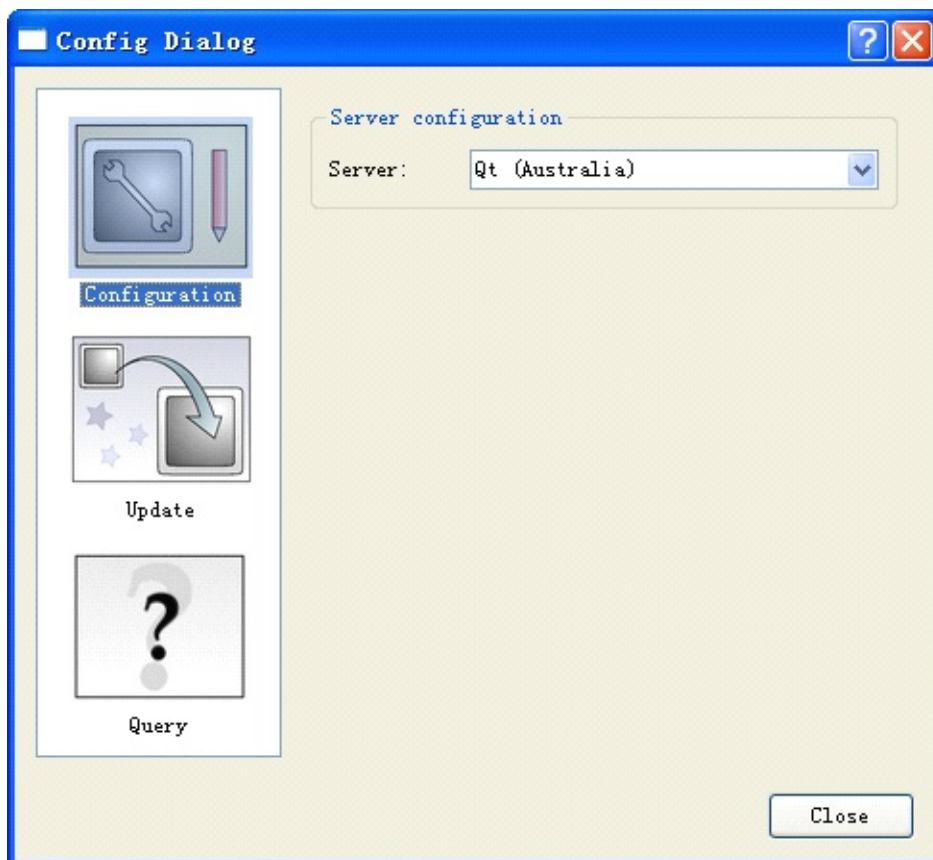 Config Dialog
Server configuration
Server: Qt (Australia)
Configuration
Update
?
Query
Close